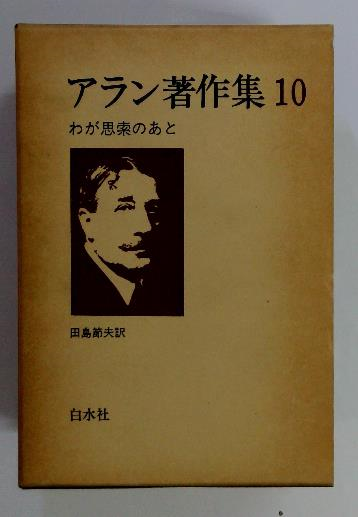 アラン著作集 10
わが思索のあと
田島節夫訳
白水社